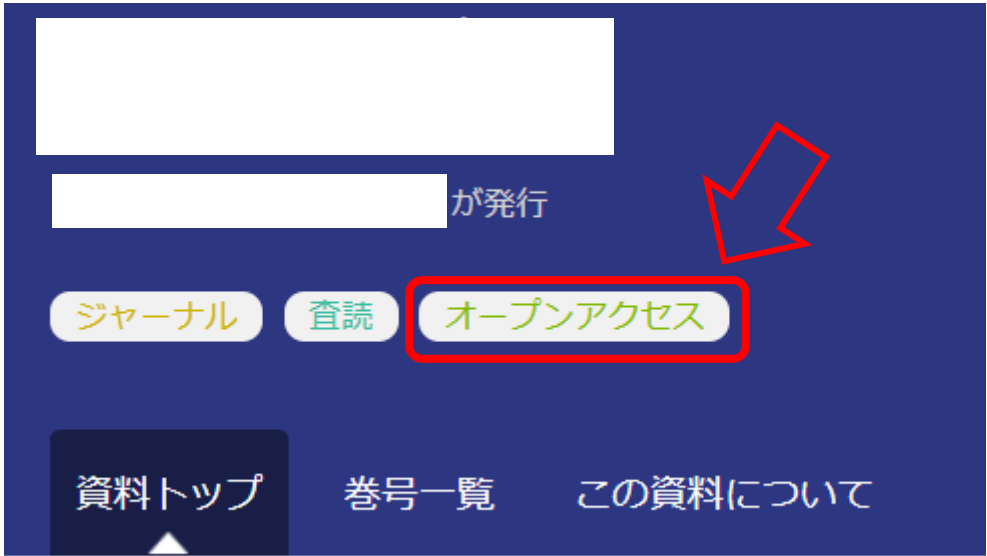 が発行
ジャーナル 査読 オープンアクセス
資料トップ 巻号一覧 この資料について